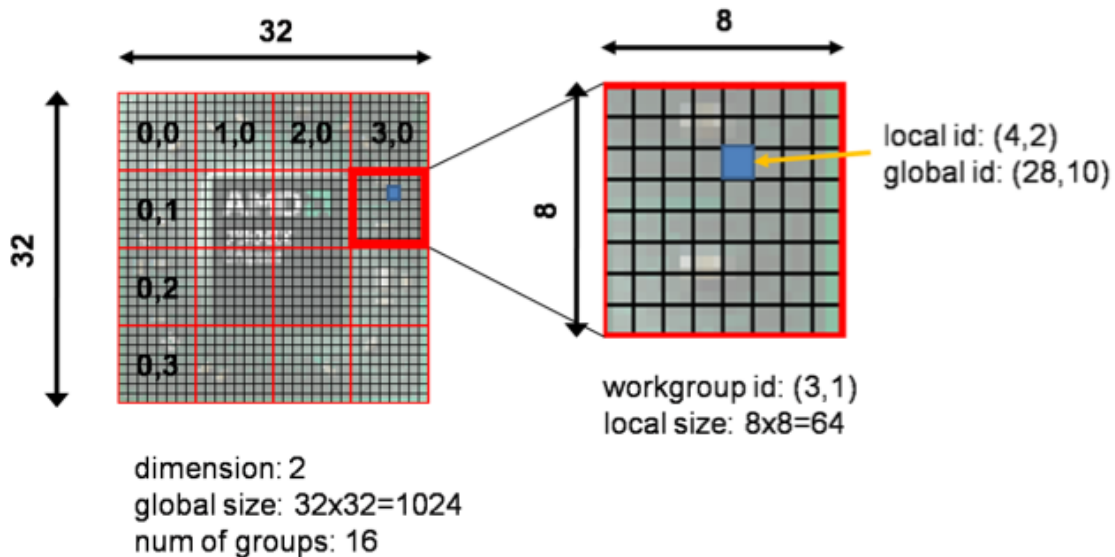 32
8
0,0 1,0 2,0 3,0
local id: (4,2)
global id: (28,10)
0,1 AMD
32
8
0,2
0,3
workgroup id: (3,1)
local size: 8x8=64
dimension: 2
global size: 32x32=1024
num of groups: 16